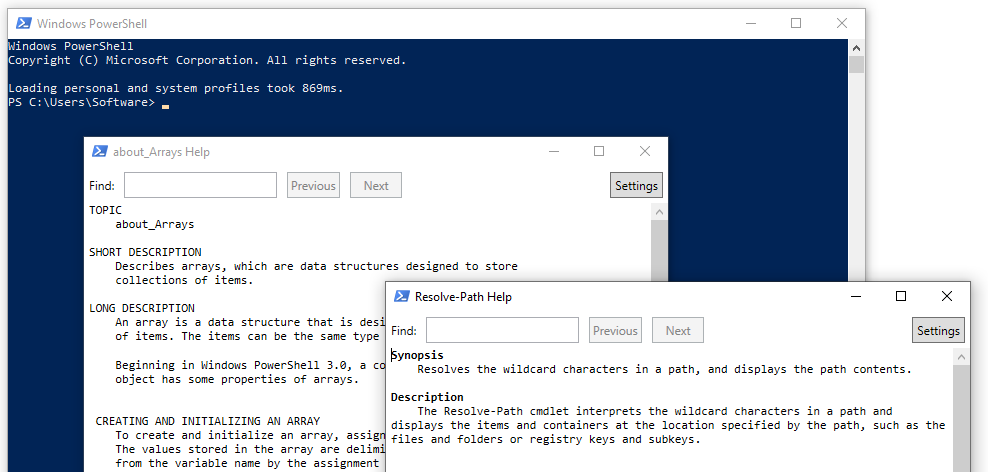 Windows PowerShell
Windows PowerShell
Copyright (C) Microsoft Corporation. All rights reserved.
Loading personal and system profiles took 869ms.
PS C:\Users\Software>
about_Arrays Help
Find:
Previous
Next
Settings
TOPIC
about_Arrays
SHORT DESCRIPTION
Describes arrays, which are data structures designed to store
collections of items.
LONG DESCRIPTION
An array is a data structure that is desi
of items. The items can be the same type
Beginning in Windows PowerShell 3.0, a co
object has some properties of arrays.
CREATING AND INITIALIZING AN ARRAY
To create and initialize an array, assign
The values stored in the array are delimi
from the variable name by the assignment
Resolve-Path Help
Find:
Previous
Next
Settings
Synopsis
Resolves the wildcard characters in a path, and displays the path contents.
Description
The Resolve-Path cmdlet interprets the wildcard characters in a path and
displays the items and containers at the location specified by the path, such as the
files and folders or registry keys and subkeys.